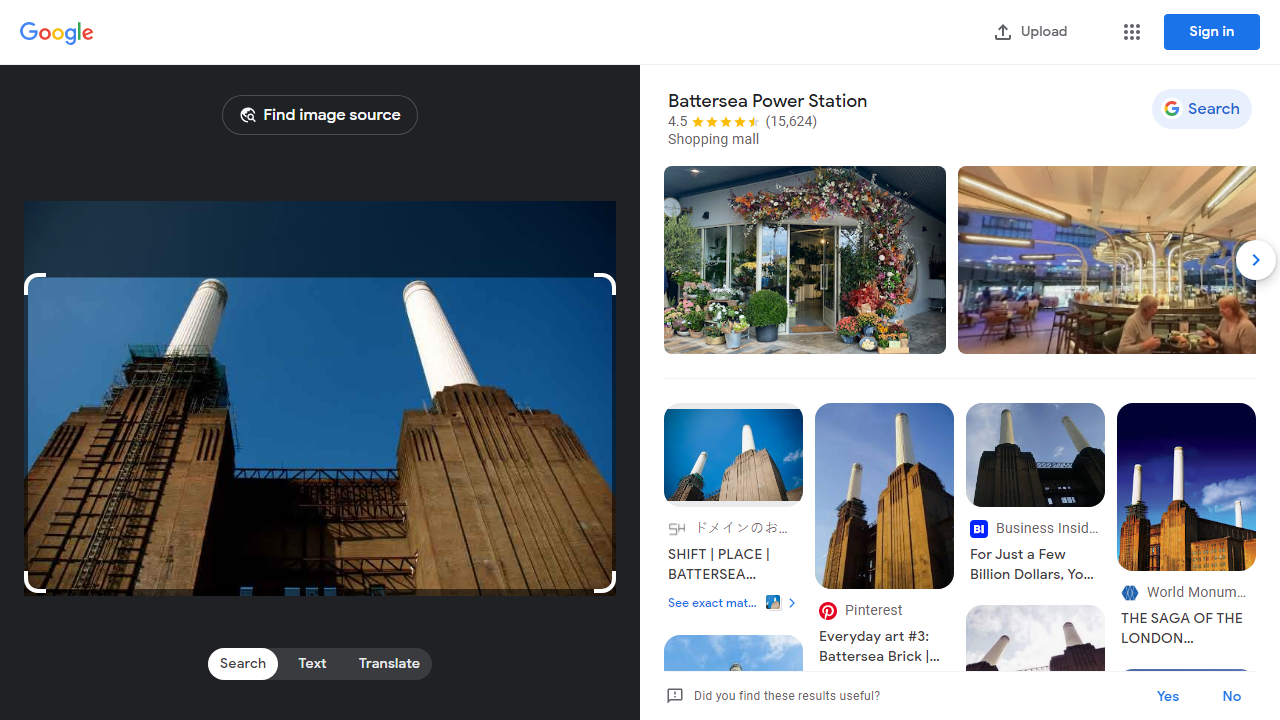 Google
Upload
Sign in
Find image source
Search
Text
Translate
Battersea Power Station
4.5 (15,624)
Shopping mall
Search
ドメインのお...
SHIFT | PLACE |
BATTERSEA...
See exact mat...
Pinterest
Everyday art #3:
Battersea Brick |...
BI
Business Insid...
For Just a Few
Billion Dollars, Yo...
World Monum...
THE SAGA OF THE
LONDON...
Did you find these results useful?
Yes
No